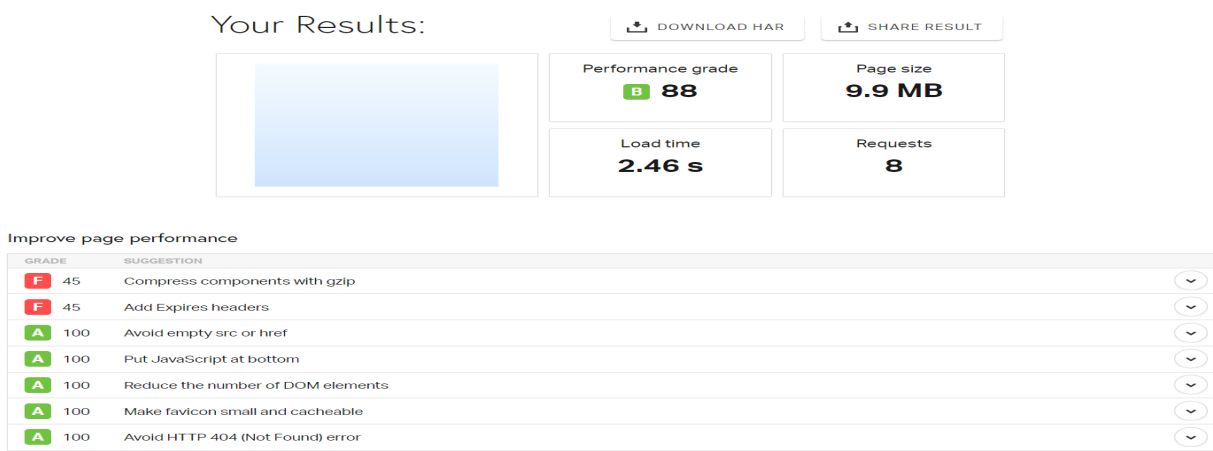 Your Results:
DOWNLOAD HAR
SHARE RESULT
Performance grade
B 88
Page size
9.9 MB
Load time
2.46 s
Requests
8
Improve page performance
GRADE SUGGESTION
F 45 Compress components with gzip
F 45 Add Expires headers
A 100 Avoid empty src or href
A 100 Put JavaScript at bottom
A 100 Reduce the number of DOM elements
A 100 Make favicon small and cacheable
A 100 Avoid HTTP 404 (Not Found) error